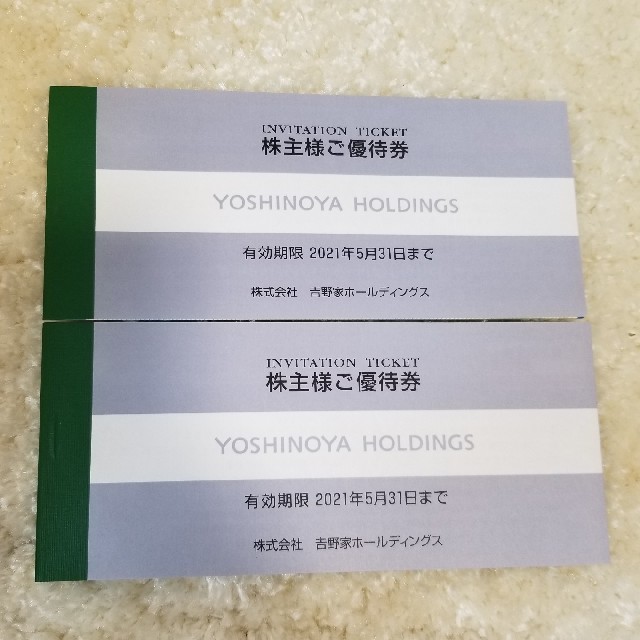 INVITATION TICKET
株主様ご優待券
YOSHINOYA HOLDINGS
有効期限 2021年5月31日まで
株式会社 𠮷野家ホールディングス
INVITATION TICKET
株主様ご優待券
YOSHINOYA HOLDINGS
有効期限 2021年5月31日まで
株式会社 𠮷野家ホールディングス